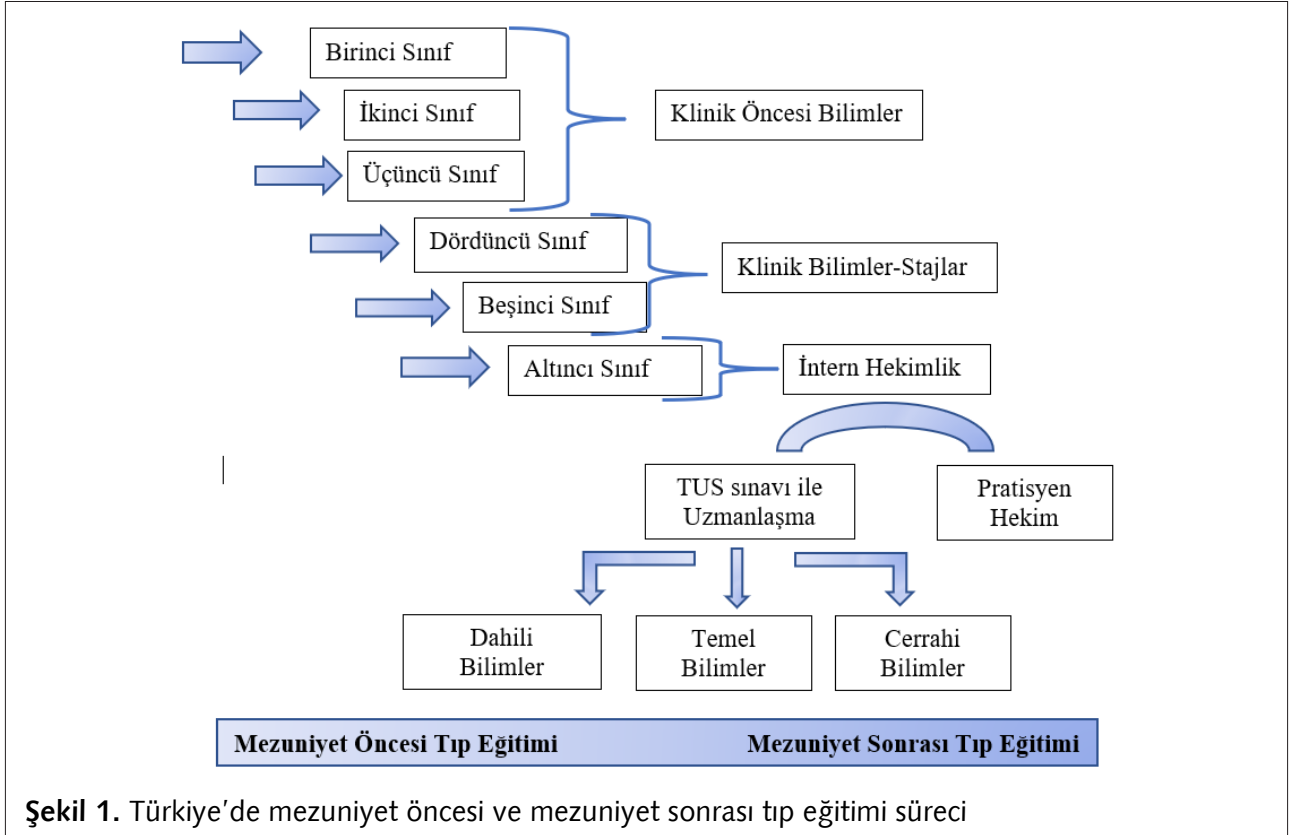 Birinci Sınıf
İkinci Sınıf
Klinik Öncesi Bilimler
Üçüncü Sınıf
Dördüncü Sınıf
Klinik Bilimler-Stajlar
Beşinci Sınıf
Altıncı Sınıf
İntern Hekimlik
TUS sınavı ile
Uzmanlaşma
Pratisyen
Hekim
Dahili
Bilimler
Temel
Bilimler
Cerrahi
Bilimler
Mezuniyet Öncesi Tıp Eğitimi
Mezuniyet Sonrası Tıp Eğitimi
Şekil 1. Türkiye'de mezuniyet öncesi ve mezuniyet sonrası tıp eğitimi süreci